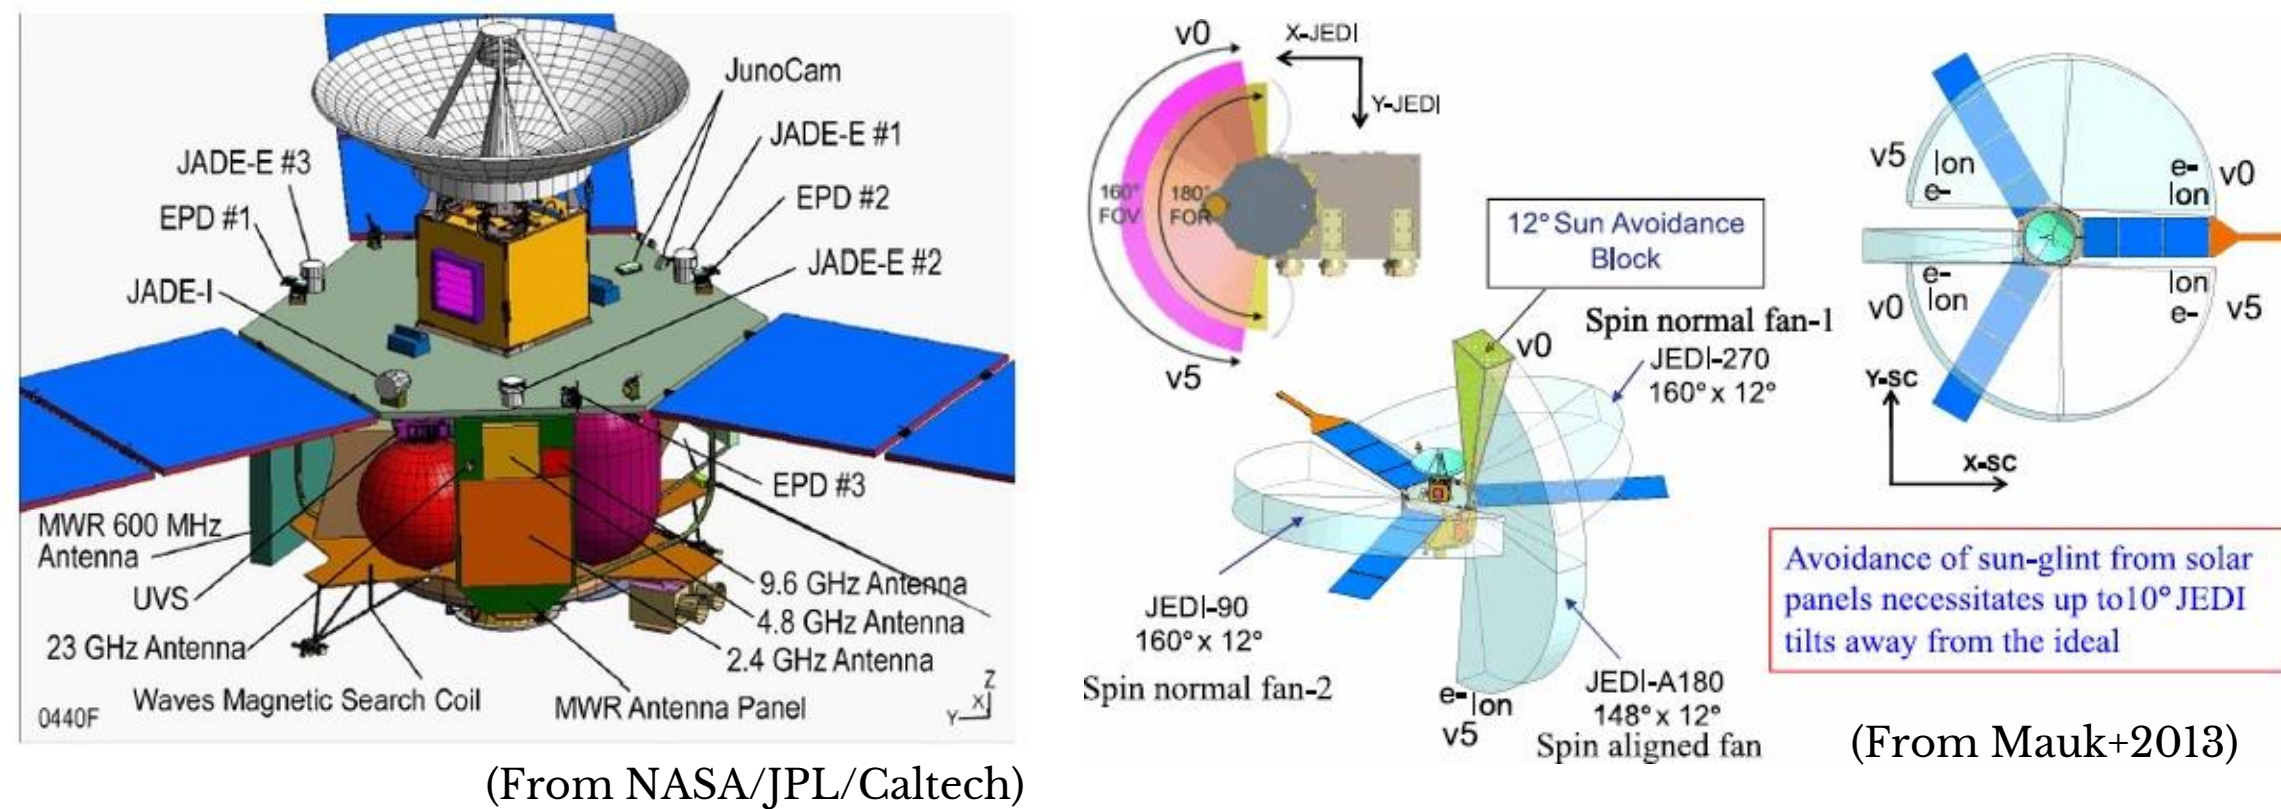 JunoCam
JADE-E #1
JADE-E #3
EPD #2
EPD #1
JADE-E #2
JADE-I
EPD #3
MWR 600 MHz
Antenna
UVS
9.6 GHz Antenna
4.8 GHz Antenna
23 GHz Antenna
2.4 GHz Antenna
Waves Magnetic Search Coil
MWR Antenna Panel
0440F
Z
X
Y
(From NASA/JPL/Caltech)
v0
X-JEDI
Y-JEDI
160°
FOV
180°
FOR
v5
12° Sun Avoidance
Block
v0
Spin normal fan-1
JEDI-270
160° x 12°
JEDI-90
160° x 12°
Spin normal fan-2
e-
Ion
v5
JEDI-A180
148° x 12°
Spin aligned fan
v5
Ion
e-
e-
Ion
v0
e-
Ion
v0
Ion
e-
v5
Y-SC
X-SC
Avoidance of sun-glint from solar
panels necessitates up to10° JEDI
tilts away from the ideal
(From Mauk+2013)